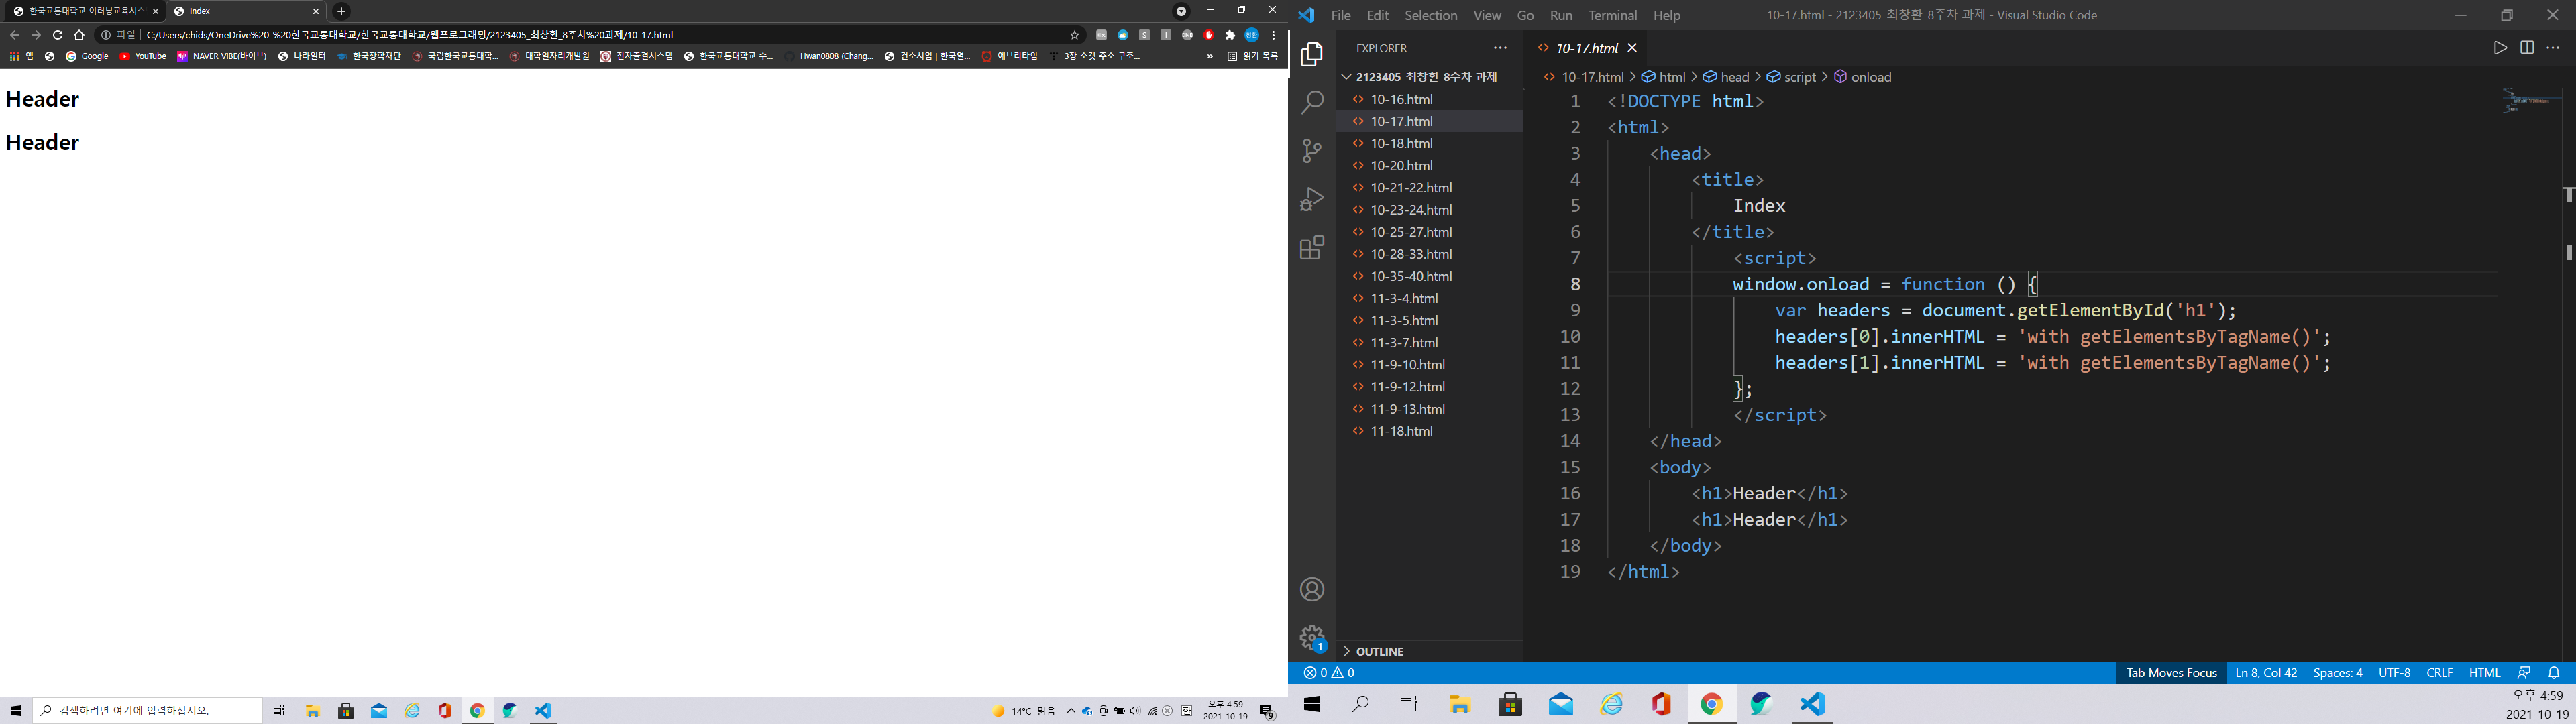 한국교통대학교 이러닝교육시스
Index
파일
C:/Users/chids/OneDrive%20-%20한국교통대학교/한국교통대학교/웹프로그래밍/2123405_최창환_8주차%20과제/10-17.html
앱
Google
YouTube
NAVER VIBE(바이브)
나라일터
한국장학재단
국립한국교통대학...
대학일자리개발원
전자출결시스템
한국교통대학교 수...
Hwan0808 (Chang...
컨소시엄 | 한국열...
에브리타임
3장 소켓 주소 구조...
»
읽기 목록
Header
Header
검색하려면 여기에 입력하십시오.
14°C 맑음
오후 4:59
2021-10-19
File Edit Selection View Go Run Terminal Help
10-17.html - 2123405_최창환_8주차 과제 - Visual Studio Code
EXPLORER
2123405_최창환_8주차 과제
10-16.html
10-17.html
10-18.html
10-20.html
10-21-22.html
10-23-24.html
10-25-27.html
10-28-33.html
10-35-40.html
11-3-4.html
11-3-5.html
11-3-7.html
11-9-10.html
11-9-12.html
11-9-13.html
11-18.html
OUTLINE
10-17.html
10-17.html > html > head > script > onload
1 <!DOCTYPE html>
2 <html>
3 <head>
4 <title>
5 Index
6 </title>
7 <script>
8 window.onload = function () {
9 var headers = document.getElementById('h1');
10 headers[0].innerHTML = 'with getElementsByTagName()';
11 headers[1].innerHTML = 'with getElementsByTagName()';
12 };
13 </script>
14 </head>
15 <body>
16 <h1>Header</h1>
17 <h1>Header</h1>
18 </body>
19 </html>
1
0 0
Tab Moves Focus
Ln 8, Col 42
Spaces: 4
UTF-8
CRLF
HTML
오후 4:59
2021-10-19